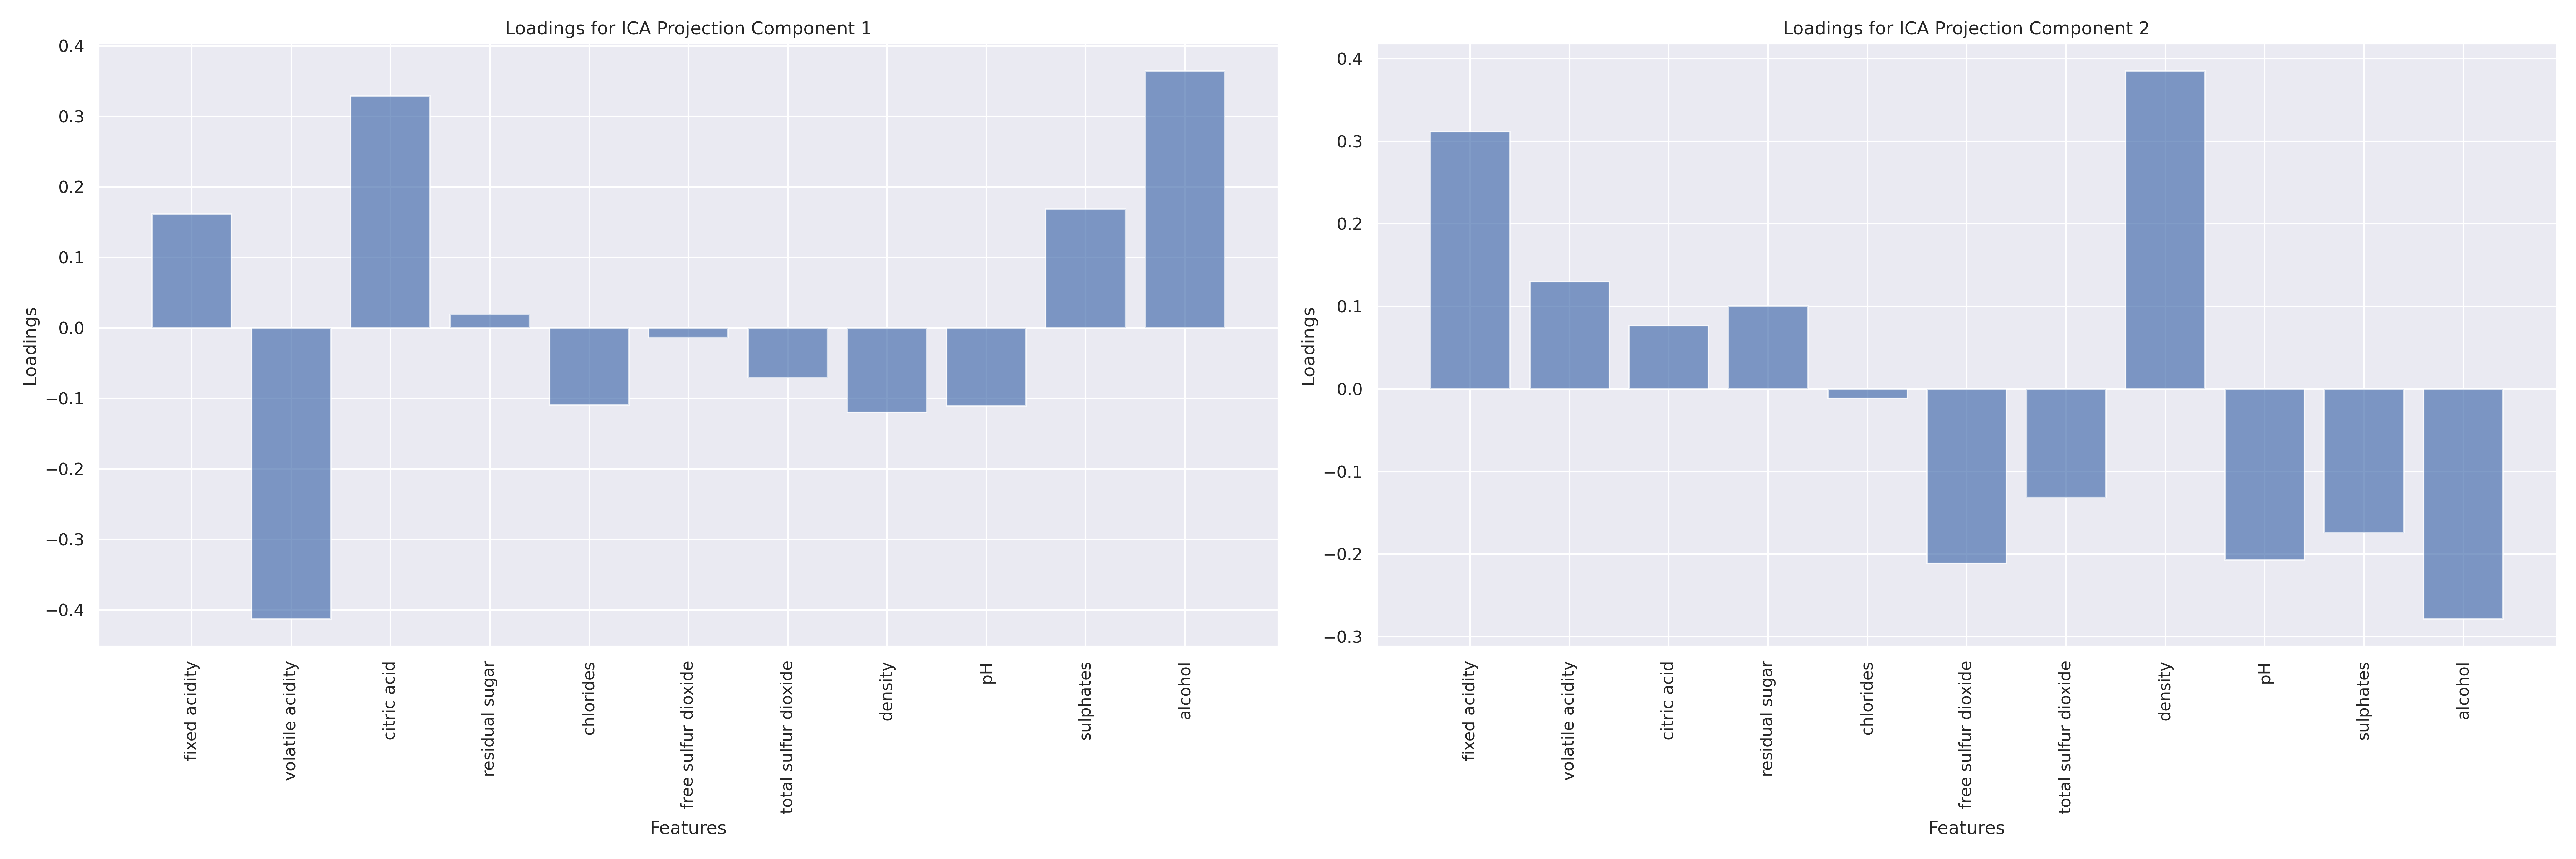 Loadings for ICA Projection Component 1
0.4
0.3
0.2
0.1
0.0
−0.1
−0.2
−0.3
−0.4
Loadings
fixed acidity
volatile acidity
citric acid
residual sugar
chlorides
free sulfur dioxide
total sulfur dioxide
density
pH
sulphates
alcohol
Features
Loadings for ICA Projection Component 2
0.4
0.3
0.2
0.1
0.0
−0.1
−0.2
−0.3
Loadings
fixed acidity
volatile acidity
citric acid
residual sugar
chlorides
free sulfur dioxide
total sulfur dioxide
density
pH
sulphates
alcohol
Features